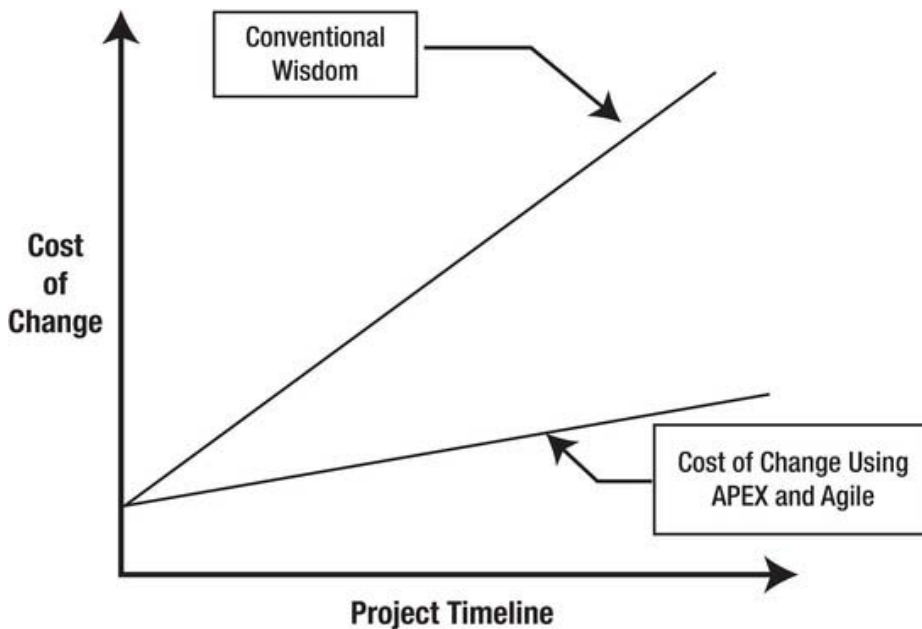 Conventional
Wisdom
Cost
of
Change
Cost of Change Using
APEX and Agile
Project Timeline